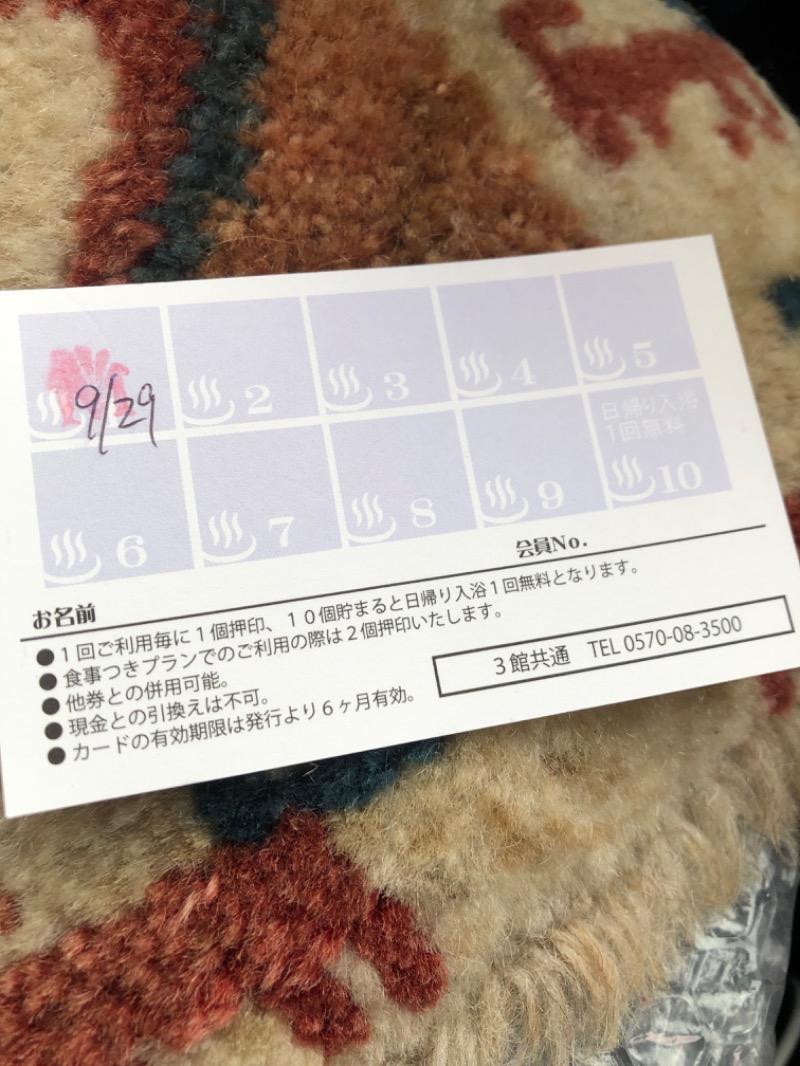 9/29
2
3
4
5
6
7
8
9
日帰り入浴
1回無料
10
お名前
会員No.
●1回ご利用毎に1個押印、10個貯まると日帰り入浴1回無料となります。
●食事つきプランでのご利用の際は2個押印いたします。
●他券との併用可能。
●現金との引換えは不可。
●カードの有効期限は発行より6ヶ月有効。
3館共通 TEL 0570-08-3500